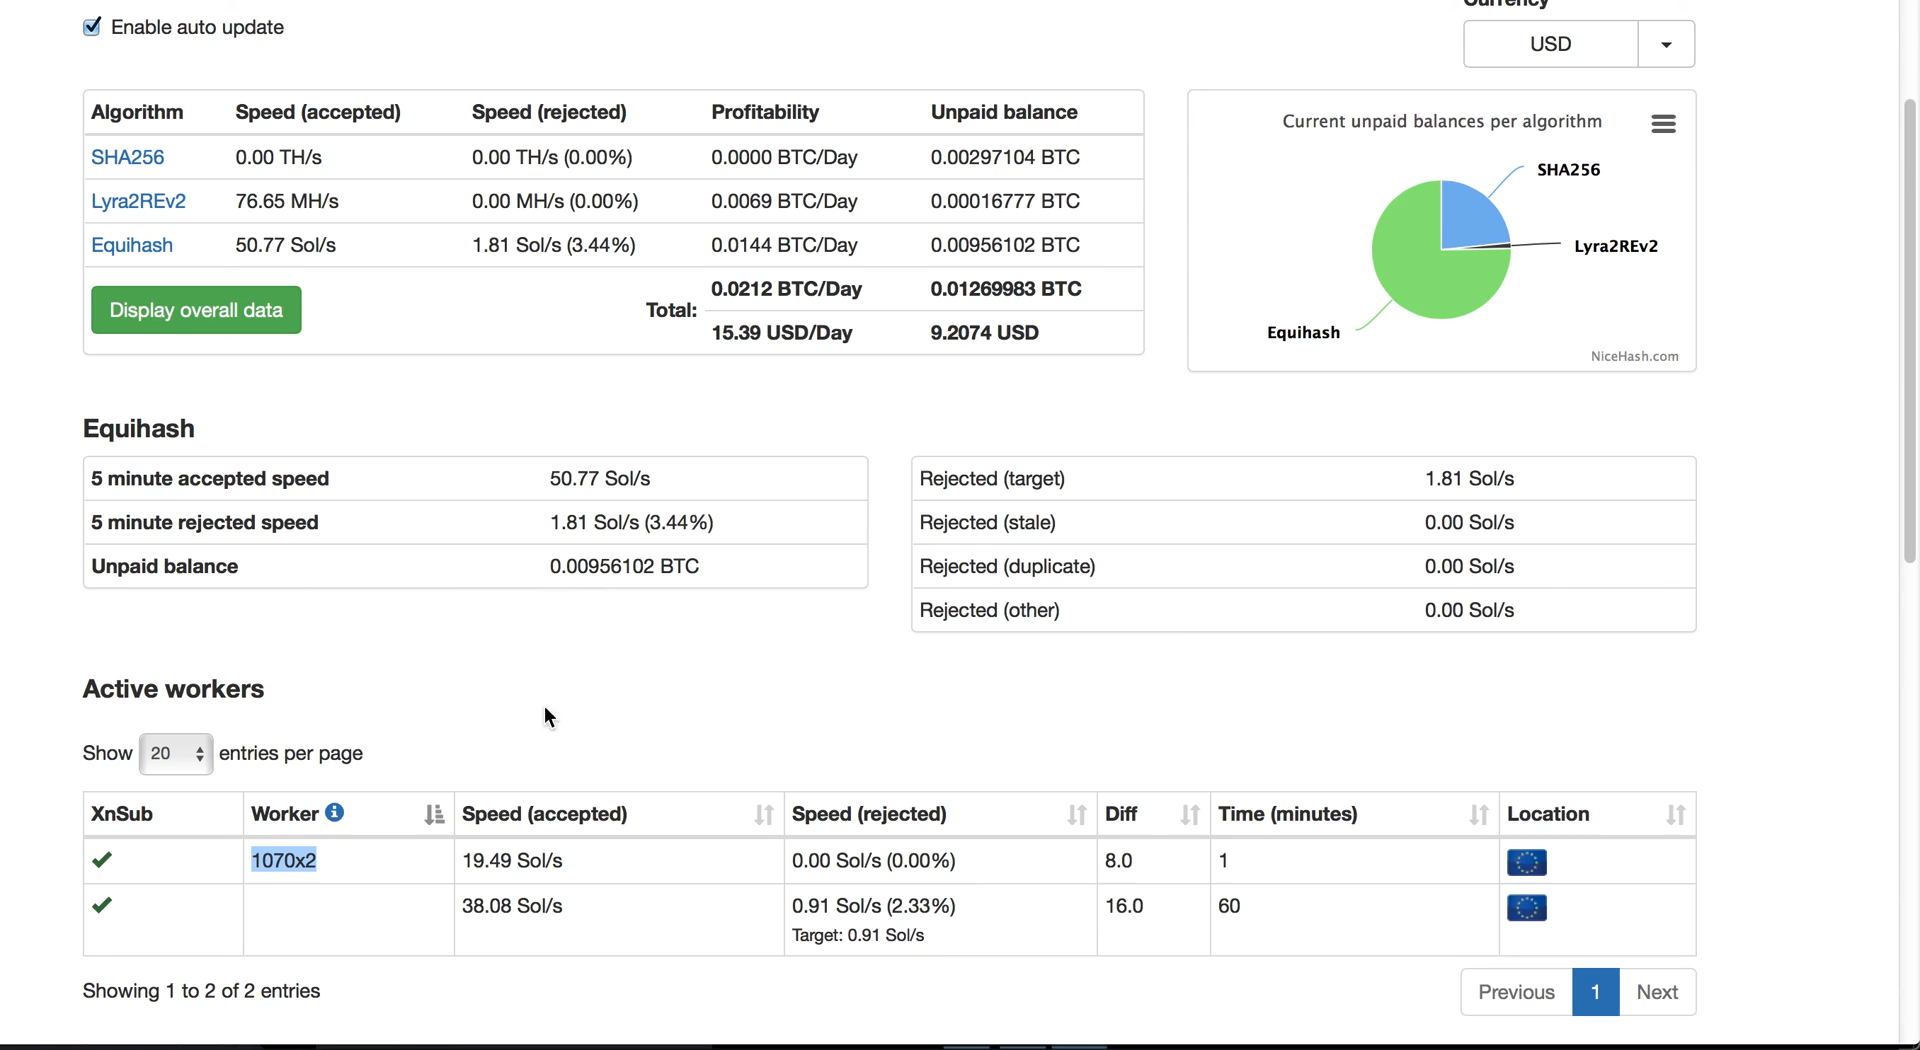 Currency
Enable auto update
USD
Algorithm Speed (accepted) Speed (rejected) Profitability Unpaid balance
SHA256 0.00 TH/s 0.00 TH/s (0.00%) 0.0000 BTC/Day 0.00297104 BTC
Lyra2REv2 76.65 MH/s 0.00 MH/s (0.00%) 0.0069 BTC/Day 0.00016777 BTC
Equihash 50.77 Sol/s 1.81 Sol/s (3.44%) 0.0144 BTC/Day 0.00956102 BTC
Display overall data Total: 0.0212 BTC/Day 0.01269983 BTC
15.39 USD/Day 9.2074 USD
Current unpaid balances per algorithm
SHA256
Lyra2REv2
Equihash
NiceHash.com
Equihash
5 minute accepted speed 50.77 Sol/s
5 minute rejected speed 1.81 Sol/s (3.44%)
Unpaid balance 0.00956102 BTC
Rejected (target) 1.81 Sol/s
Rejected (stale) 0.00 Sol/s
Rejected (duplicate) 0.00 Sol/s
Rejected (other) 0.00 Sol/s
Active workers
Show 20 entries per page
XnSub Worker Speed (accepted) Speed (rejected) Diff Time (minutes) Location
1070x2 19.49 Sol/s 0.00 Sol/s (0.00%) 8.0 1
38.08 Sol/s 0.91 Sol/s (2.33%) 16.0 60
Target: 0.91 Sol/s
Showing 1 to 2 of 2 entries
Previous 1 Next